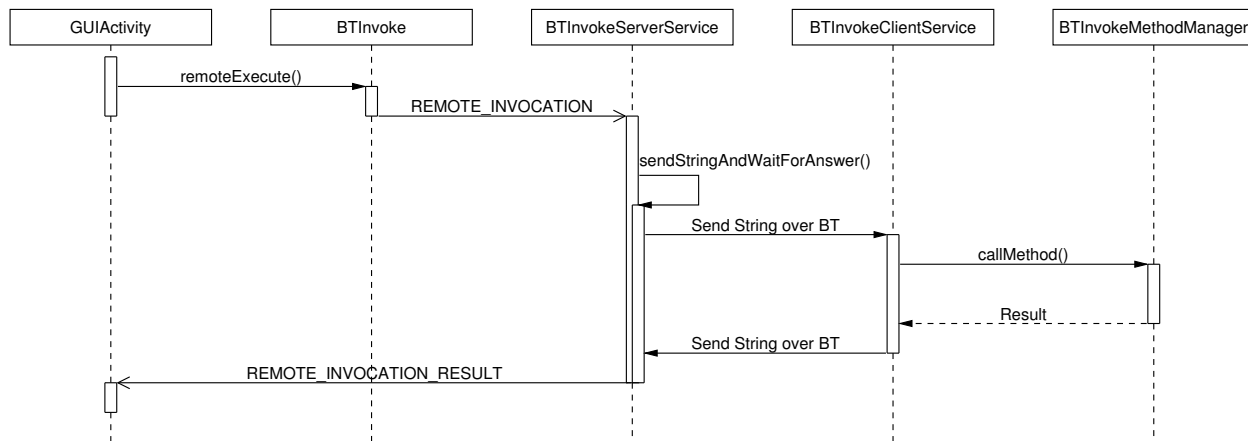 GUIActivity
BTInvoke
BTInvokeServerService
BTInvokeClientService
BTInvokeMethodManager
remoteExecute()
REMOTE_INVOCATION
sendStringAndWaitForAnswer()
Send String over BT
callMethod()
Result
Send String over BT
REMOTE_INVOCATION_RESULT